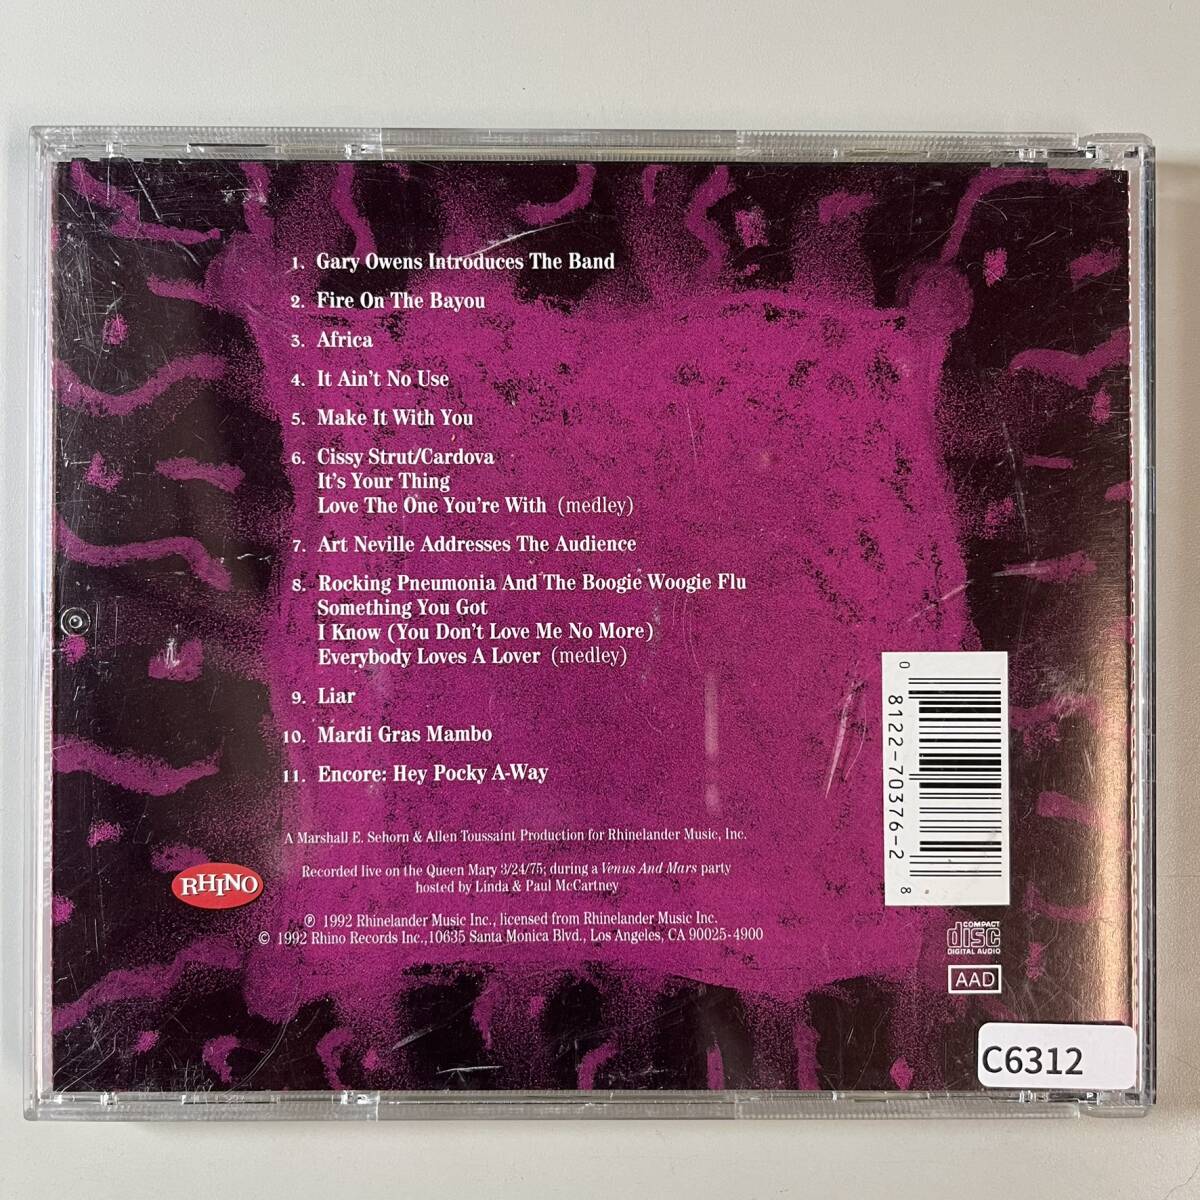 1. Gary Owens Introduces The Band
2. Fire On The Bayou
3. Africa
4. It Ain't No Use
5. Make It With You
6. Cissy Strut/Cardova
It's Your Thing
Love The One You're With (medley)
7. Art Neville Addresses The Audience
8. Rocking Pneumonia And The Boogie Woogie Flu
Something You Got
I Know (You Don't Love Me No More)
Everybody Loves A Lover (medley)
9. Liar
10. Mardi Gras Mambo
11. Encore: Hey Pocky A-Way
A Marshall E. Sehorn & Allen Toussaint Production for Rhinelander Music, Inc.
Recorded live on the Queen Mary 3/24/75; during a Venus And Mars party
hosted by Linda & Paul McCartney
RHINO
℗ 1992 Rhinelander Music Inc., licensed from Rhinelander Music Inc.
© 1992 Rhino Records Inc.,10635 Santa Monica Blvd., Los Angeles, CA 90025-4900
0 8122-70376-2 8
COMPACT
disc
DIGITAL AUDIO
AAD
C6312